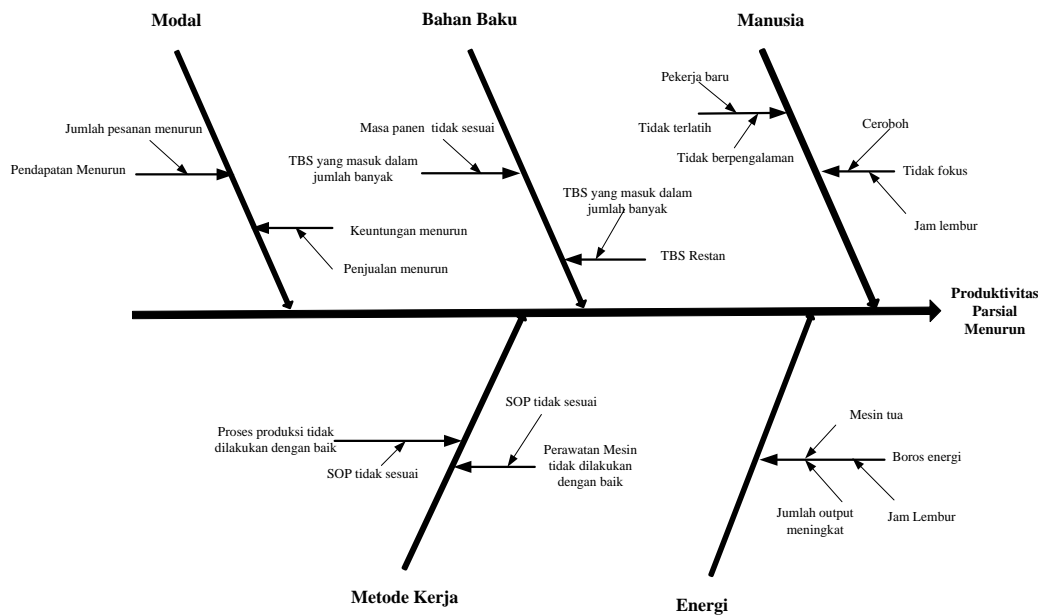 Modal
Bahan Baku
Manusia
Jumlah pesanan menurun
Pendapatan Menurun
Keuntungan menurun
Penjualan menurun
Masa panen tidak sesuai
TBS yang masuk dalam
jumlah banyak
TBS yang masuk dalam
jumlah banyak
TBS Restan
Pekerja baru
Tidak terlatih
Tidak berpengalaman
Ceroboh
Tidak fokus
Jam lembur
Produktivitas
Parsial
Menurun
Proses produksi tidak
dilakukan dengan baik
SOP tidak sesuai
SOP tidak sesuai
Perawatan Mesin
tidak dilakukan
dengan baik
Mesin tua
Boros energi
Jumlah output
meningkat
Jam Lembur
Metode Kerja
Energi